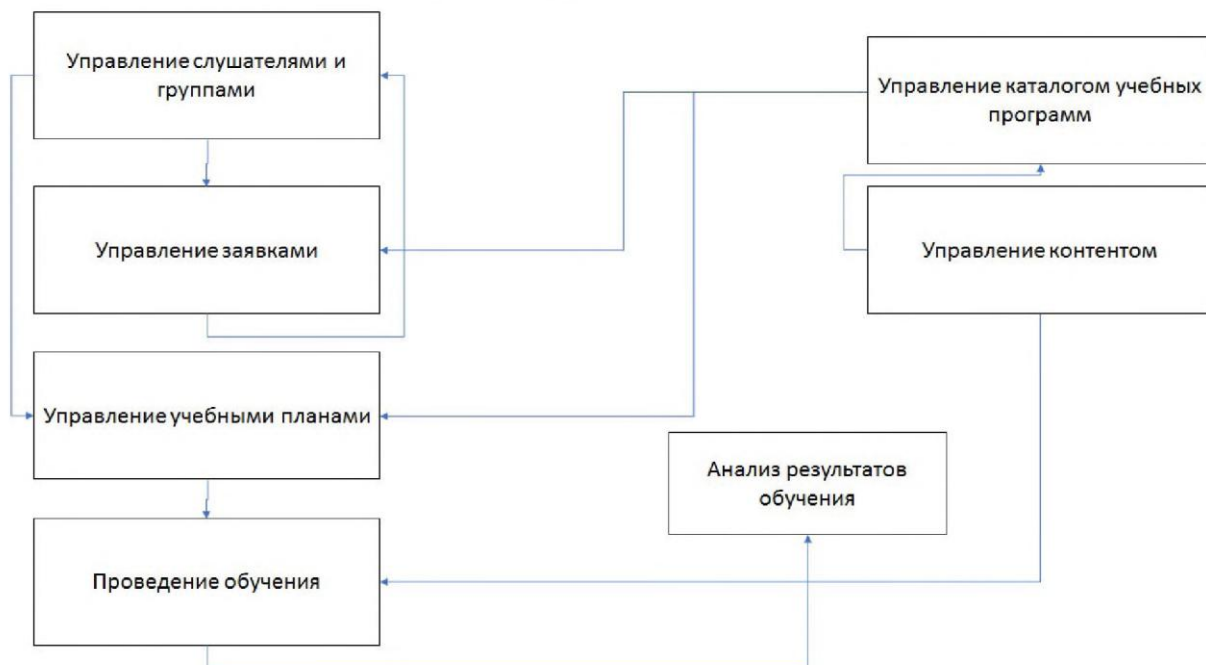 Управление слушателями и
группами
Управление каталогом учебных
программ
Управление заявками
Управление контентом
Управление учебными планами
Анализ результатов
обучения
Проведение обучения